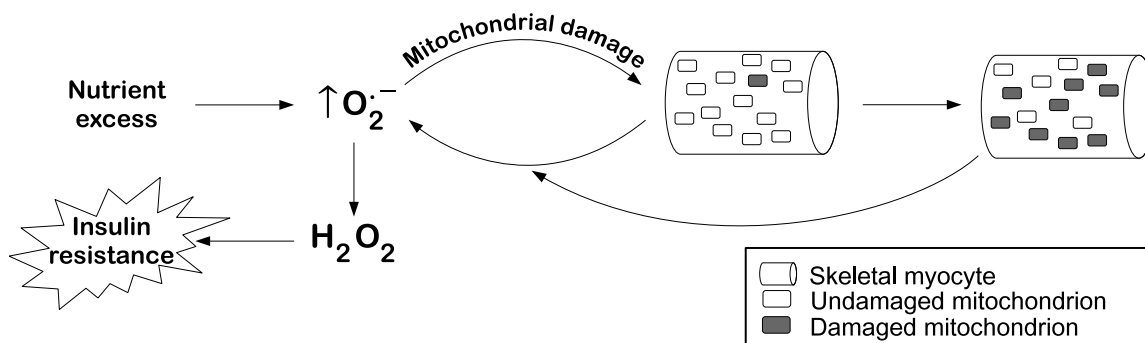 Mitochondrial damage
Nutrient
excess
↑O₂·⁻
H₂O₂
Insulin
resistance
Skeletal myocyte
Undamaged mitochondrion
Damaged mitochondrion